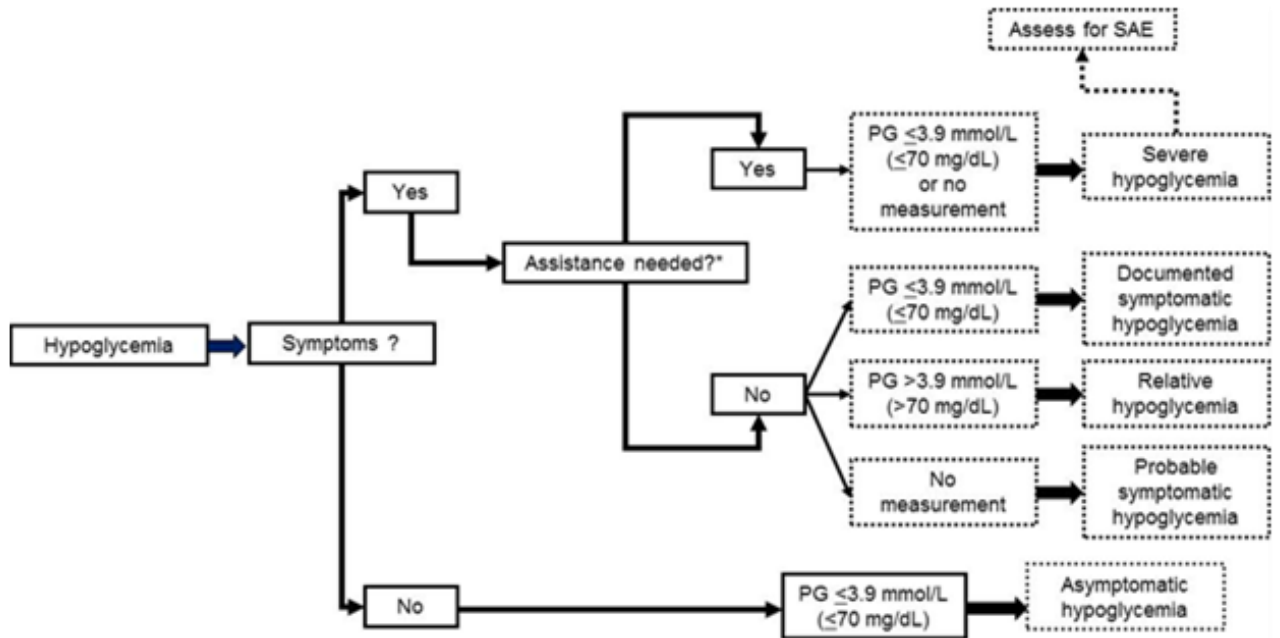 Assess for SAE
PG ≤3.9 mmol/L
(≤70 mg/dL)
or no
measurement
Severe
hypoglycemia
Yes
Yes
Assistance needed?*
PG ≤3.9 mmol/L
(≤70 mg/dL)
Documented
symptomatic
hypoglycemia
Hypoglycemia
Symptoms ?
No
PG >3.9 mmol/L
(>70 mg/dL)
Relative
hypoglycemia
No
measurement
Probable
symptomatic
hypoglycemia
No
PG ≤3.9 mmol/L
(≤70 mg/dL)
Asymptomatic
hypoglycemia